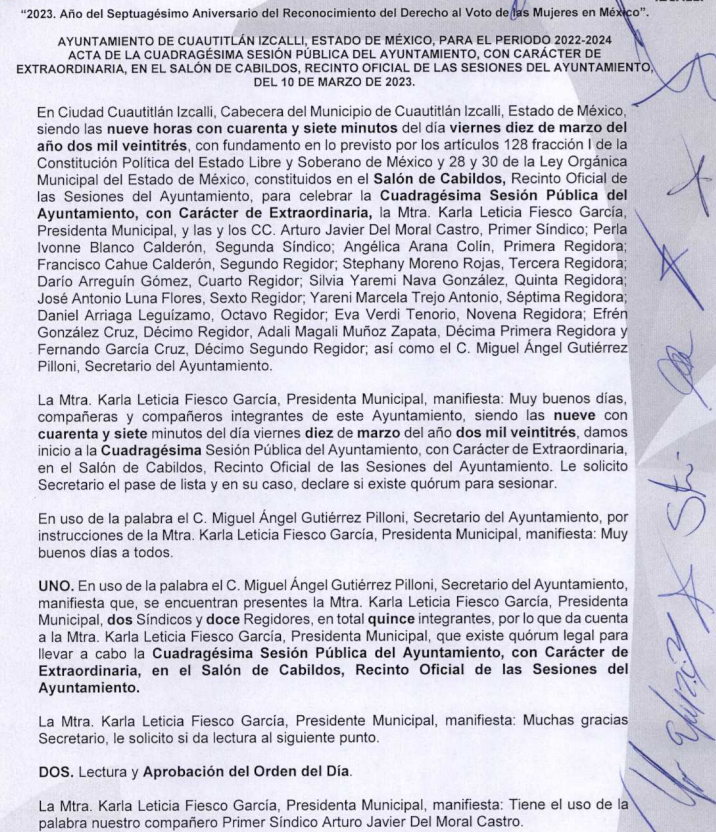 "2023. Año del Septuagésimo Aniversario del Reconocimiento del Derecho al Voto de las Mujeres en México".
AYUNTAMIENTO DE CUAUTITLÁN IZCALLI, ESTADO DE MÉXICO, PARA EL PERIODO 2022-2024
ACTA DE LA CUADRAGÉSIMA SESIÓN PÚBLICA DEL AYUNTAMIENTO, CON CARÁCTER DE
EXTRAORDINARIA, EN EL SALÓN DE CABILDOS, RECINTO OFICIAL DE LAS SESIONES DEL AYUNTAMIENTO,
DEL 10 DE MARZO DE 2023.
En Ciudad Cuautitlán Izcalli, Cabecera del Municipio de Cuautitlán Izcalli, Estado de México,
siendo las nueve horas con cuarenta y siete minutos del día viernes diez de marzo del
año dos mil veintitrés, con fundamento en lo previsto por los artículos 128 fracción I de la
Constitución Política del Estado Libre y Soberano de México y 28 y 30 de la Ley Orgánica
Municipal del Estado de México, constituidos en el Salón de Cabildos, Recinto Oficial de
las Sesiones del Ayuntamiento, para celebrar la Cuadragésima Sesión Pública del
Ayuntamiento, con Carácter de Extraordinaria, la Mtra. Karla Leticia Fiesco García,
Presidenta Municipal, y las y los CC. Arturo Javier Del Moral Castro, Primer Síndico; Perla
Ivonne Blanco Calderón, Segunda Síndico; Angélica Arana Colin, Primera Regidora;
Francisco Cahue Calderón, Segundo Regidor; Stephany Moreno Rojas, Tercera Regidora;
Darío Arreguín Gómez, Cuarto Regidor; Silvia Yaremi Nava González, Quinta Regidora;
José Antonio Luna Flores, Sexto Regidor; Yareni Marcela Trejo Antonio, Séptima Regidora;
Daniel Arriaga Leguízamo, Octavo Regidor; Eva Verdi Tenorio, Novena Regidora; Efrén
González Cruz, Décimo Regidor, Adali Magali Muñoz Zapata, Décima Primera Regidora y
Fernando García Cruz, Décimo Segundo Regidor; así como el C. Miguel Ángel Gutiérrez
Pilloni, Secretario del Ayuntamiento.
La Mtra. Karla Leticia Fiesco García, Presidenta Municipal, manifiesta: Muy buenos días,
compañeras y compañeros integrantes de este Ayuntamiento, siendo las nueve con
cuarenta y siete minutos del día viernes diez de marzo del año dos mil veintitrés, damos
inicio a la Cuadragésima Sesión Pública del Ayuntamiento, con Carácter de Extraordinaria,
en el Salón de Cabildos, Recinto Oficial de las Sesiones del Ayuntamiento. Le solicito
Secretario el pase de lista y en su caso, declare si existe quórum para sesionar.
En uso de la palabra el C. Miguel Ángel Gutiérrez Pilloni, Secretario del Ayuntamiento, por
instrucciones de la Mtra. Karla Leticia Fiesco García, Presidenta Municipal, manifiesta: Muy
buenos días a todos.
UNO. En uso de la palabra el C. Miguel Ángel Gutiérrez Pilloni, Secretario del Ayuntamiento,
manifiesta que, se encuentran presentes la Mtra. Karla Leticia Fiesco García, Presidenta
Municipal, dos Síndicos y doce Regidores, en total quince integrantes, por lo que da cuenta
a la Mtra. Karla Leticia Fiesco García, Presidenta Municipal, que existe quórum legal para
llevar a cabo la Cuadragésima Sesión Pública del Ayuntamiento, con Carácter de
Extraordinaria, en el Salón de Cabildos, Recinto Oficial de las Sesiones del
Ayuntamiento.
La Mtra. Karla Leticia Fiesco García, Presidente Municipal, manifiesta: Muchas gracias
Secretario, le solicito si da lectura al siguiente punto.
DOS. Lectura y Aprobación del Orden del Día.
La Mtra. Karla Leticia Fiesco García, Presidenta Municipal, manifiesta: Tiene el uso de la
palabra nuestro compañero Primer Síndico Arturo Javier Del Moral Castro.